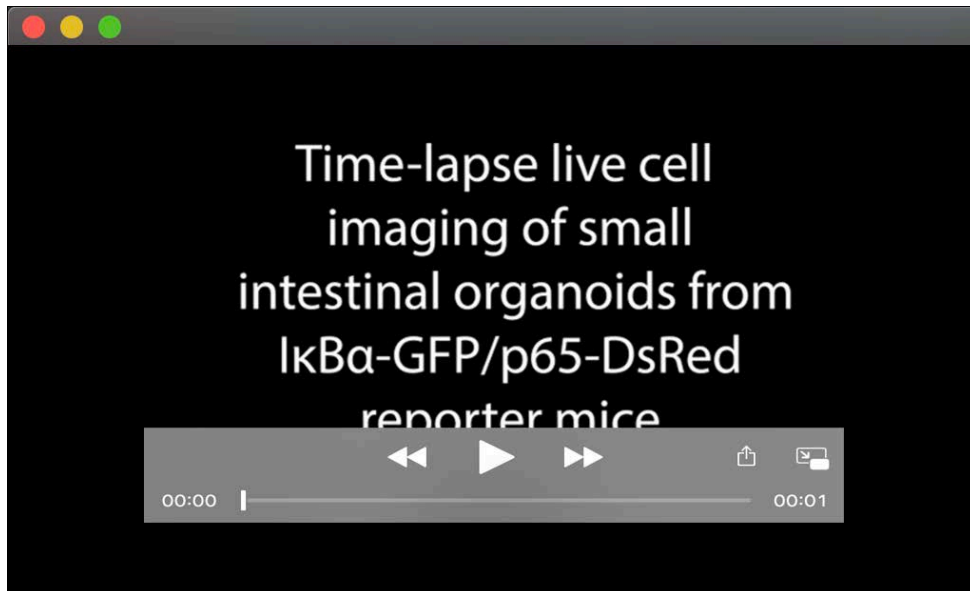 Time-lapse live cell
imaging of small
intestinal organoids from
IκBα-GFP/p65-DsRed
reporter mice
00:00
00:01